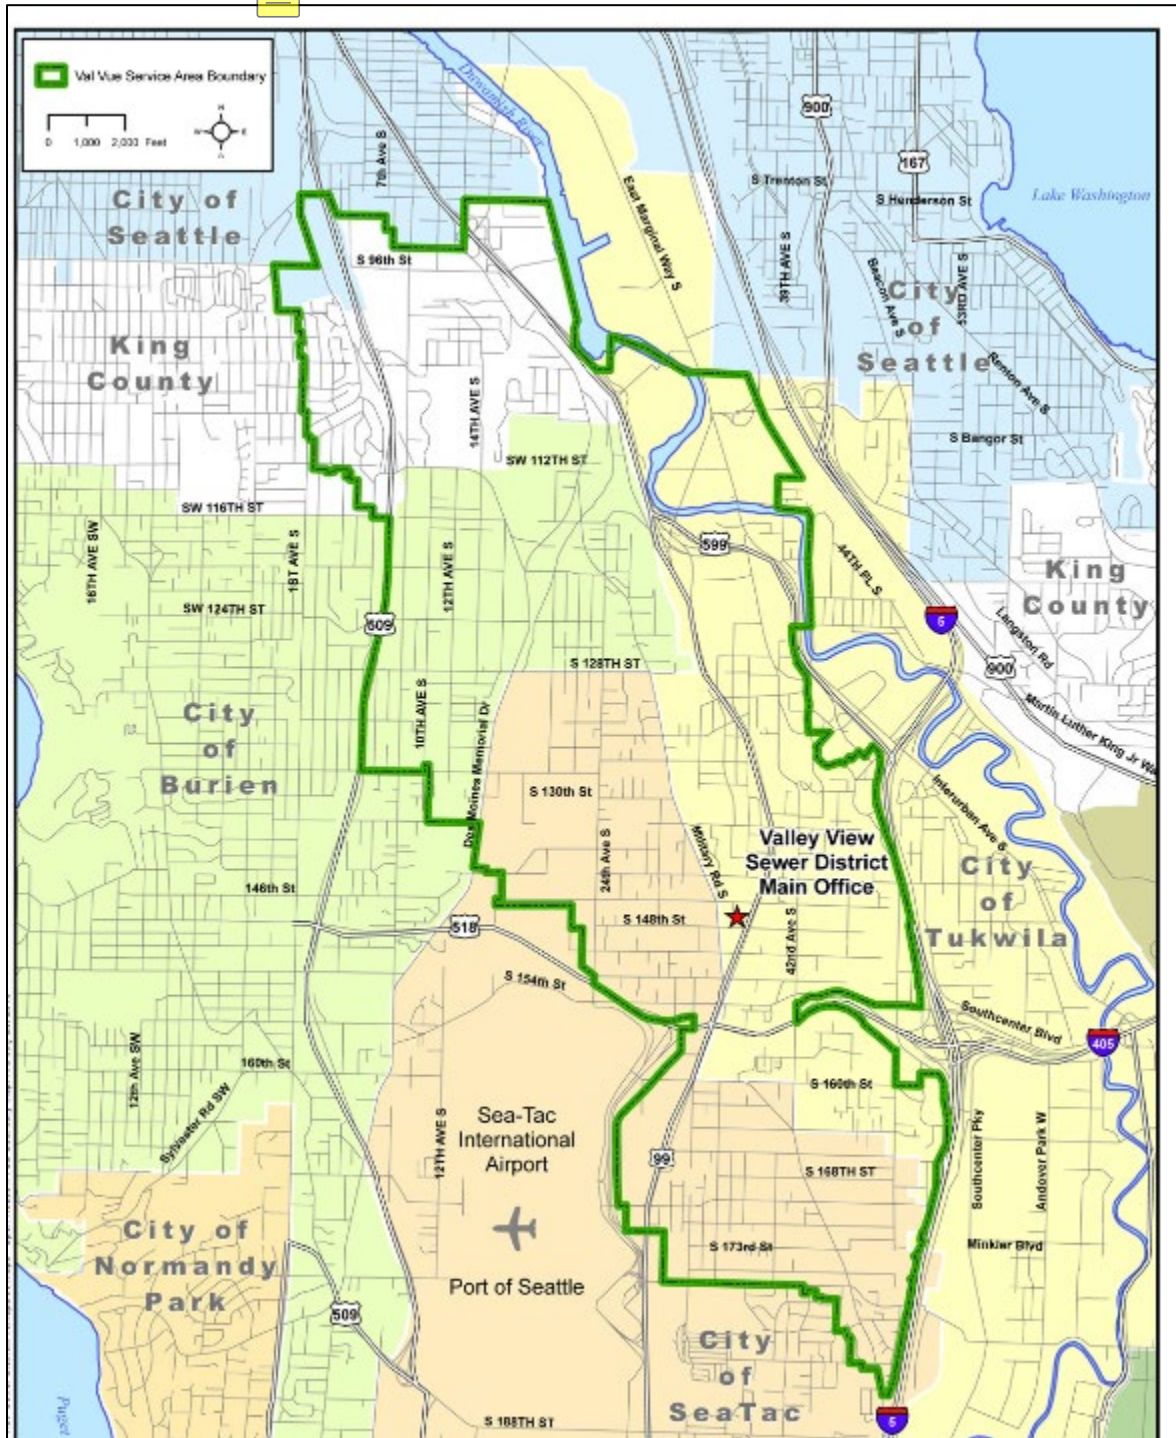 Val Vue Service Area Boundary
0 1,000 2,000 Feet
N
W
E
Duwamish River
7th Ave S
900
167
S Trenton St
S Henderson St
Lake Washington
City of
Seattle
East Marginal Way S
S 96th St
39TH AVE S
Beacon Ave S
53RD AVE S
City
of
Seattle
King
County
Renton Ave S
14TH AVE S
S Bangor St
SW 112TH ST
SW 116TH ST
16TH AVE SW
1ST AVE S
12TH AVE S
599
44TH PL S
King
County
SW 124TH ST
509
5
Langston Rd
S 128TH ST
900
Martin Luther King Jr Wa
City
of
Burien
10TH AVE S
Des Moines Memorial Dr
S 130th St
Interurban Ave S
24th Ave S
Military Rd S
Valley View
Sewer District
Main Office
City
of
Tukwila
146th St
518
S 148th St
42nd Ave S
S 154th St
Southcenter Blvd
405
12th Ave SW
160th St
S 160th St
Sylvester Rd SW
12TH AVE S
Sea-Tac
International
Airport
99
S 168TH ST
Southcenter Pky
Andover Park W
City of
Normandy
Park
S 173rd St
Minkler Blvd
Port of Seattle
509
City
of
SeaTac
Puget
S 188TH ST
5